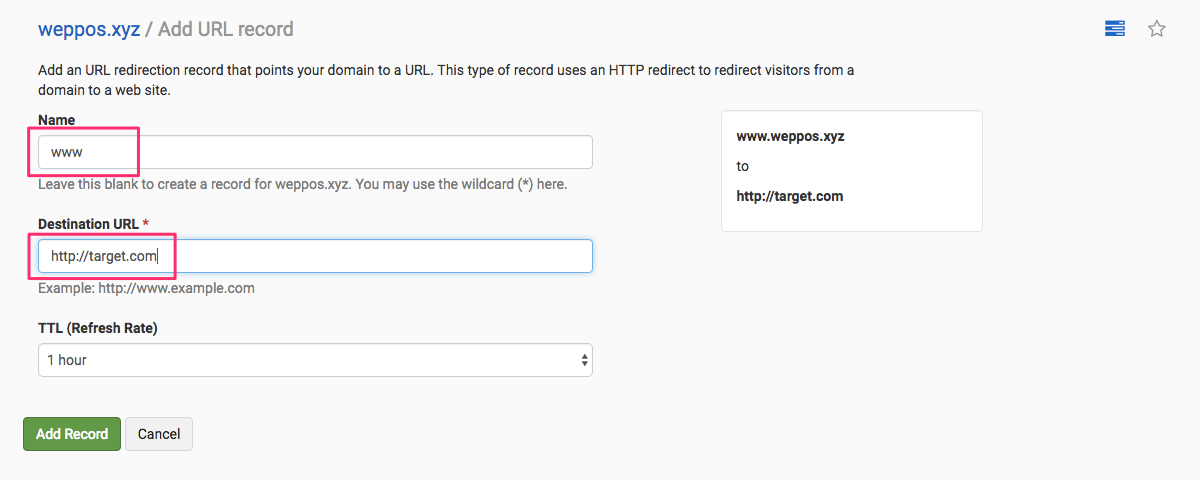 weppos.xyz / Add URL record
Add an URL redirection record that points your domain to a URL. This type of record uses an HTTP redirect to redirect visitors from a
domain to a web site.
Name
www
Leave this blank to create a record for weppos.xyz. You may use the wildcard (*) here.
Destination URL *
http://target.com
Example: http://www.example.com
TTL (Refresh Rate)
1 hour
Add Record
Cancel
www.weppos.xyz
to
http://target.com